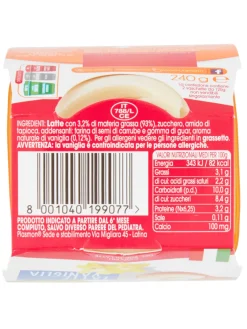 240 g e
IT
766/L
CE
INGREDIENTI: Latte con 3,2% di materia grassa (93%), zucchero, amido di
tapioca, addensanti: farina di semi di carrube e gomma di guar, aroma
naturale di vaniglia (0.12%). Per gli allergeni vedere gli ingredienti in grassetto.
AVVERTENZA: la vaniglia è controindicata per le persone allergiche.
VALORI NUTRIZIONALI MEDI PER 100g
Energia 343 kJ / 82 kcal
Grassi 3,1 g
di cui: acidi grassi saturi 2,2 g
Carboidrati (d.p.) 10,0 g
di cui zuccheri 8,4 g
Proteine (Nx6,25) 3,2 g
Sale 0,11 g
Calcio 100 mg
8 001040 199077 >
PRODOTTO INDICATO A PARTIRE DAL 6° MESE
COMPIUTO, SALVO DIVERSO PARERE DEL PEDIATRA.
Plasmon® Sede e stabilimento Via Migliara 45 - Latina